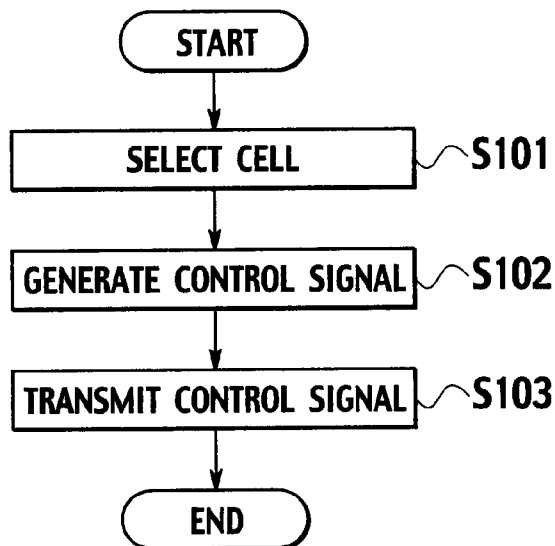 START
SELECT CELL
S101
GENERATE CONTROL SIGNAL
S102
TRANSMIT CONTROL SIGNAL
S103
END